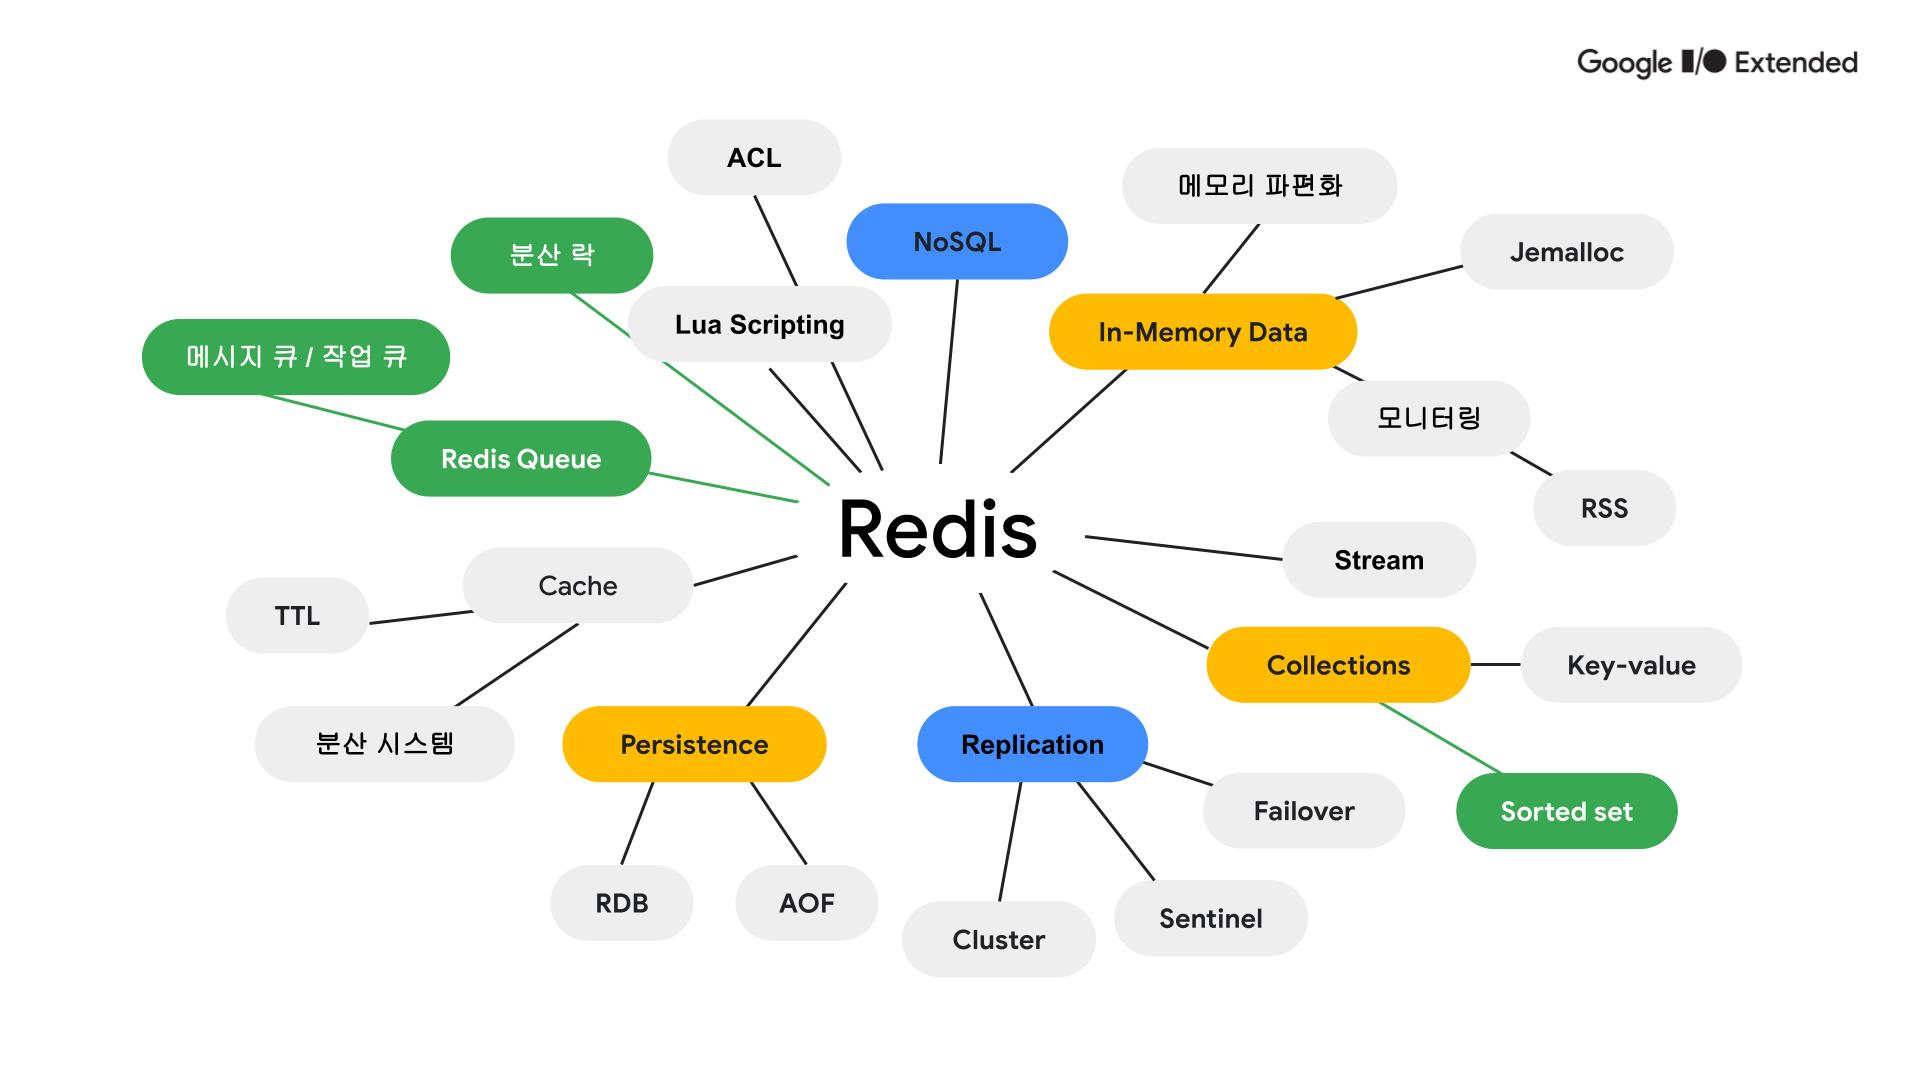 Google I/O Extended
ACL
메모리 파편화
NoSQL
분산 락
Jemalloc
Lua Scripting
In-Memory Data
메시지 큐 / 작업 큐
모니터링
Redis Queue
RSS
Redis
Stream
Cache
TTL
Collections
Key-value
분산 시스템
Persistence
Replication
Failover
Sorted set
RDB
AOF
Sentinel
Cluster